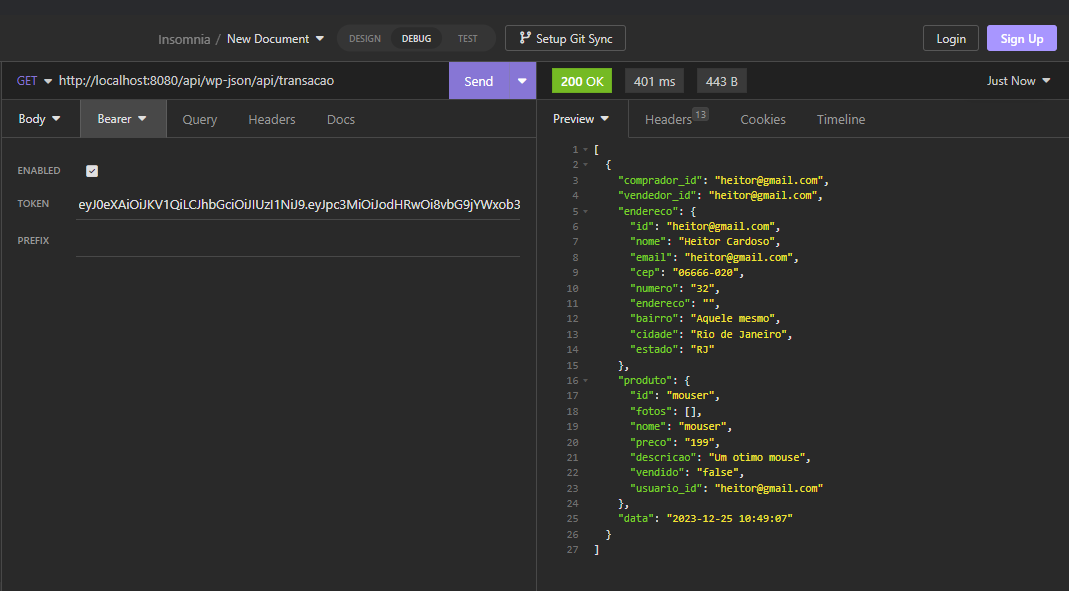 Insomnia / New Document
DESIGN DEBUG TEST
Setup Git Sync
Login
Sign Up
GET http://localhost:8080/api/wp-json/api/transacao
Send
200 OK 401 ms 443 B
Just Now
Body Bearer Query Headers Docs
Preview Headers 13 Cookies Timeline
ENABLED
TOKEN eyJ0eXAiOiJKV1QiLCJhbGciOiJIUzI1NiJ9.eyJpc3MiOiJodHRwOi8vbG9jYWxob3
PREFIX
1 [
2 {
3 "comprador_id": "heitor@gmail.com",
4 "vendedor_id": "heitor@gmail.com",
5 "endereco": {
6 "id": "heitor@gmail.com",
7 "nome": "Heitor Cardoso",
8 "email": "heitor@gmail.com",
9 "cep": "06666-020",
10 "numero": "32",
11 "endereco": "",
12 "bairro": "Aquele mesmo",
13 "cidade": "Rio de Janeiro",
14 "estado": "RJ"
15 },
16 "produto": {
17 "id": "mouser",
18 "fotos": [],
19 "nome": "mouser",
20 "preco": "199",
21 "descricao": "Um otimo mouse",
22 "vendido": "false",
23 "usuario_id": "heitor@gmail.com"
24 },
25 "data": "2023-12-25 10:49:07"
26 }
27 ]